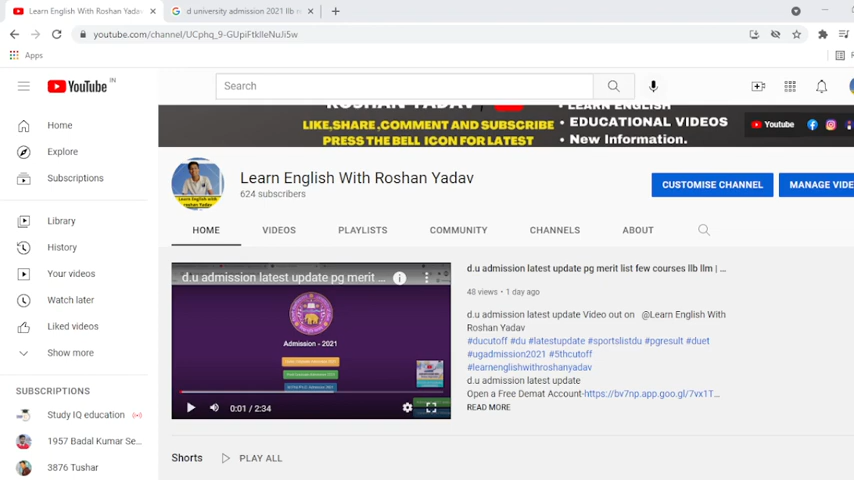 Learn English With Roshan Yadav
d university admission 2021 llb re
youtube.com/channel/UCphq_9-GUpiFtklleNuJi5w
Apps
YouTube IN
Search
ROSHAN YADAV
• LEARN ENGLISH
LIKE,SHARE ,COMMENT AND SUBSCRIBE
• EDUCATIONAL VIDEOS
PRESS THE BELL ICON FOR LATEST
• New Information.
Youtube
Home
Explore
Subscriptions
Library
History
Your videos
Watch later
Liked videos
Show more
SUBSCRIPTIONS
Study IQ education
1957 Badal Kumar Se...
3876 Tushar
Learn English With Roshan Yadav
624 subscribers
CUSTOMISE CHANNEL
MANAGE VIDE
HOME
VIDEOS
PLAYLISTS
COMMUNITY
CHANNELS
ABOUT
d.u admission latest update pg merit ...
Admission - 2021
0:01 / 2:34
d.u admission latest update pg merit list few courses llb llm | ...
48 views • 1 day ago
d.u admission latest update Video out on @Learn English With
Roshan Yadav
#ducutoff #du #latestupdate #sportslistdu #pgresult #duet
#ugadmission2021 #5thcutoff
#learnenglishwithroshanyadav
d.u admission latest update
Open a Free Demat Account-https://bv7np.app.goo.gl/7vx1T...
READ MORE
Shorts
PLAY ALL